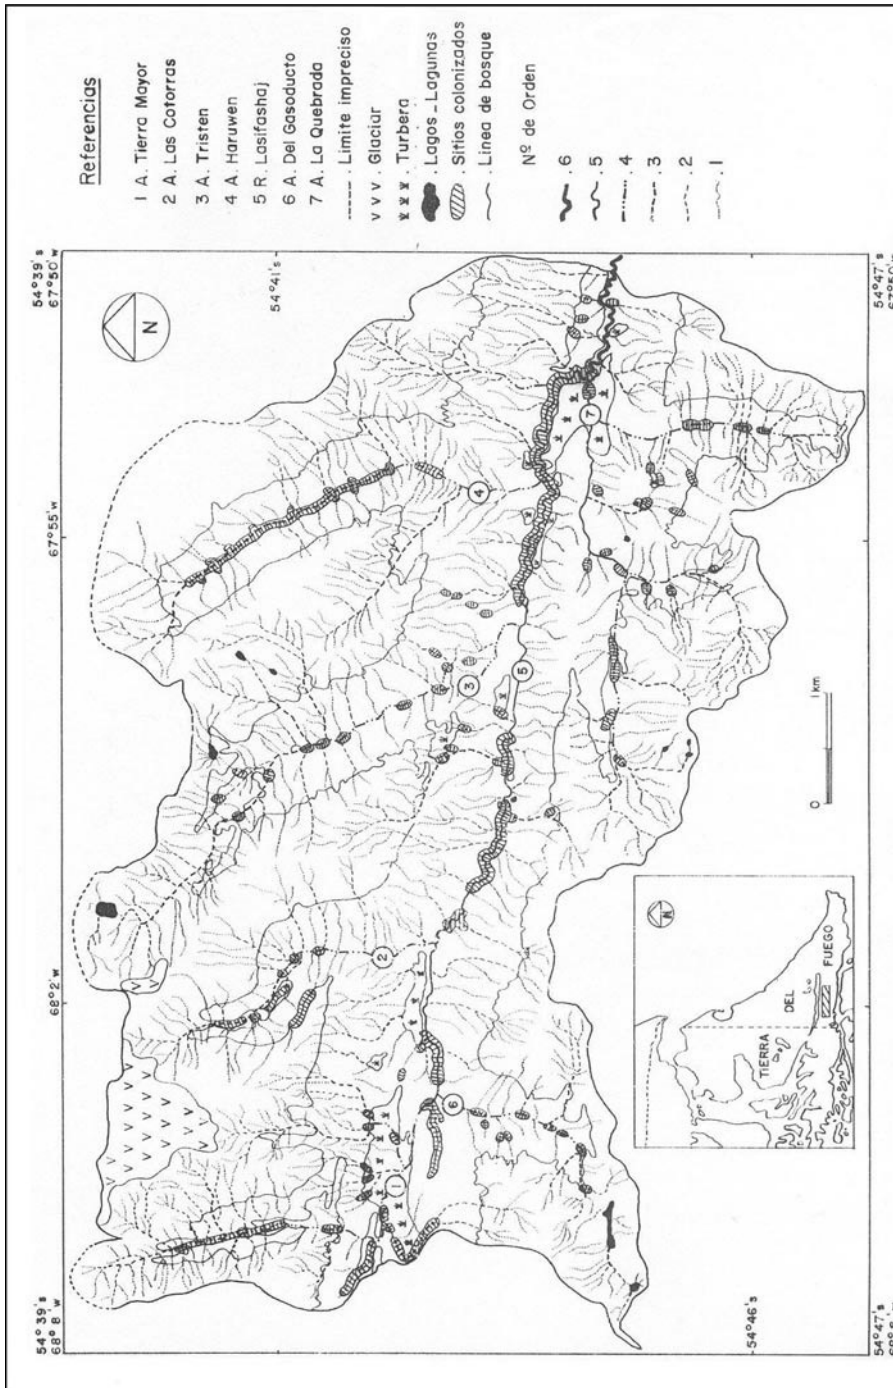 Referencias
1 A. Tierra Mayor
2 A. Las Cotorras
3 A. Tristen
4 A. Haruwen
5 R. Lasifashaj
6 A. Del Gasoducto
7 A. La Quebrada
Limite impreciso
Glaciar
Turbera
Lagos - Lagunas
Sitios colonizados
Linea de bosque
Nº de Orden
6
5
4
3
2
1
54°39's
68°8'w
68°2'w
67°55'w
54°39's
67°50'w
54°41's
N
1
2
3
4
5
6
7
0 1 km
54°46's
54°47's
54°47's
N
TIERRA
DEL
FUEGO